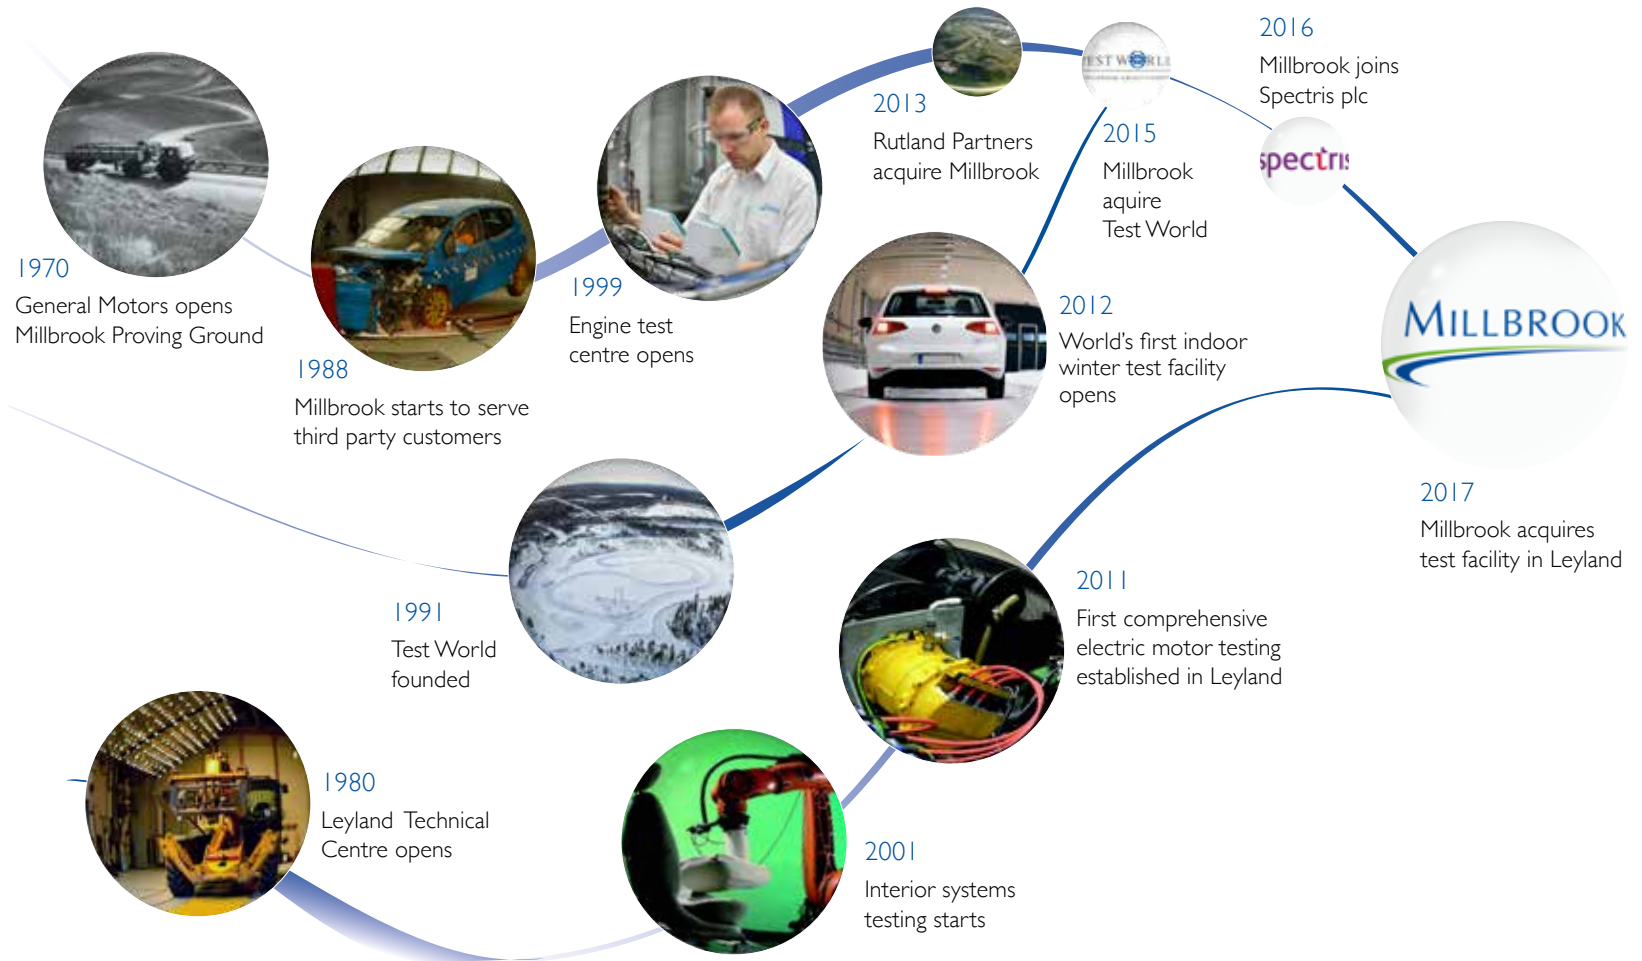 1970
General Motors opens
Millbrook Proving Ground
1988
Millbrook starts to serve
third party customers
1999
Engine test
centre opens
2013
Rutland Partners
acquire Millbrook
TEST WORLD
2015
Millbrook
aquire
Test World
2016
Millbrook joins
Spectris plc
spectris
2012
World's first indoor
winter test facility
opens
MILLBROOK
2017
Millbrook acquires
test facility in Leyland
1991
Test World
founded
2011
First comprehensive
electric motor testing
established in Leyland
1980
Leyland Technical
Centre opens
2001
Interior systems
testing starts